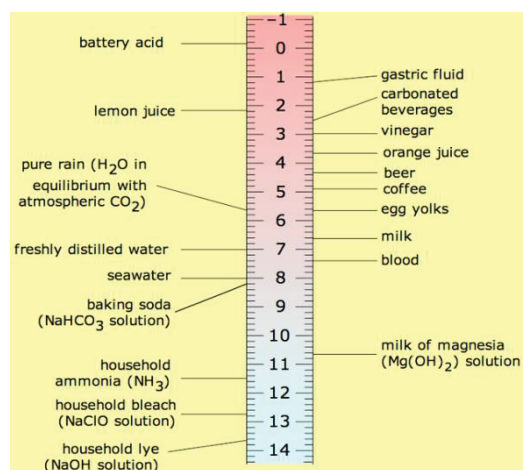 battery acid
lemon juice
pure rain (H₂O in
equilibrium with
atmospheric CO₂)
freshly distilled water
seawater
baking soda
(NaHCO₃ solution)
household
ammonia (NH₃)
household bleach
(NaClO solution)
household lye
(NaOH solution)
−1
0
1
2
3
4
5
6
7
8
9
10
11
12
13
14
gastric fluid
carbonated
beverages
vinegar
orange juice
beer
coffee
egg yolks
milk
blood
milk of magnesia
(Mg(OH)₂) solution